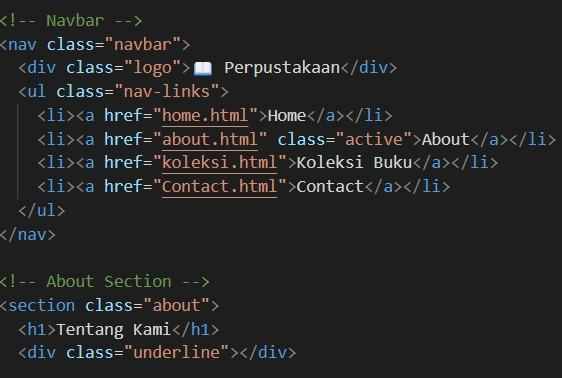 <!-- Navbar -->
<nav class="navbar">
<div class="logo">📖 Perpustakaan</div>
<ul class="nav-links">
<li><a href="home.html">Home</a></li>
<li><a href="about.html" class="active">About</a></li>
<li><a href="koleksi.html">Koleksi Buku</a></li>
<li><a href="Contact.html">Contact</a></li>
</ul>
</nav>
<!-- About Section -->
<section class="about">
<h1>Tentang Kami</h1>
<div class="underline"></div>